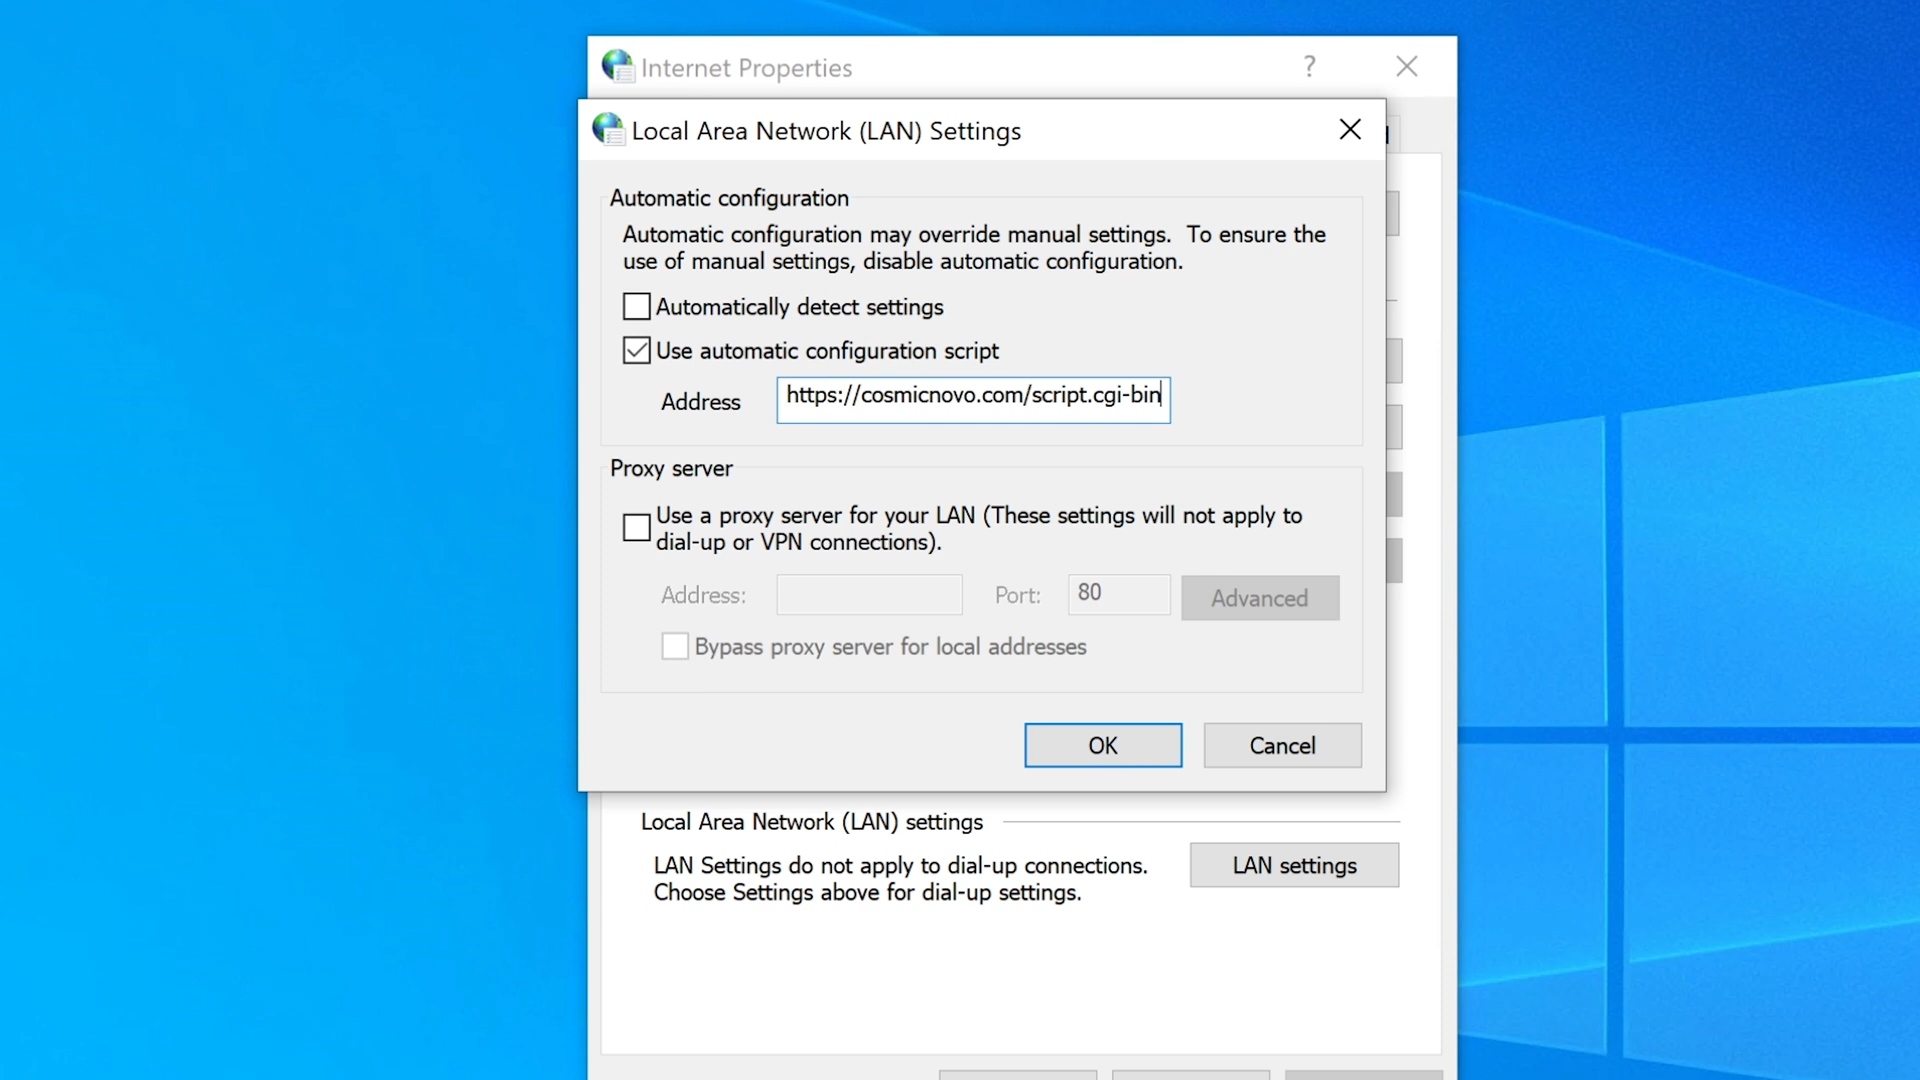 Internet Properties
?
Local Area Network (LAN) Settings
Automatic configuration
Automatic configuration may override manual settings. To ensure the
use of manual settings, disable automatic configuration.
Automatically detect settings
Use automatic configuration script
Address
https://cosmicnovo.com/script.cgi-bin
Proxy server
Use a proxy server for your LAN (These settings will not apply to
dial-up or VPN connections).
Address:
Port:
80
Advanced
Bypass proxy server for local addresses
OK
Cancel
Local Area Network (LAN) settings
LAN Settings do not apply to dial-up connections.
Choose Settings above for dial-up settings.
LAN settings